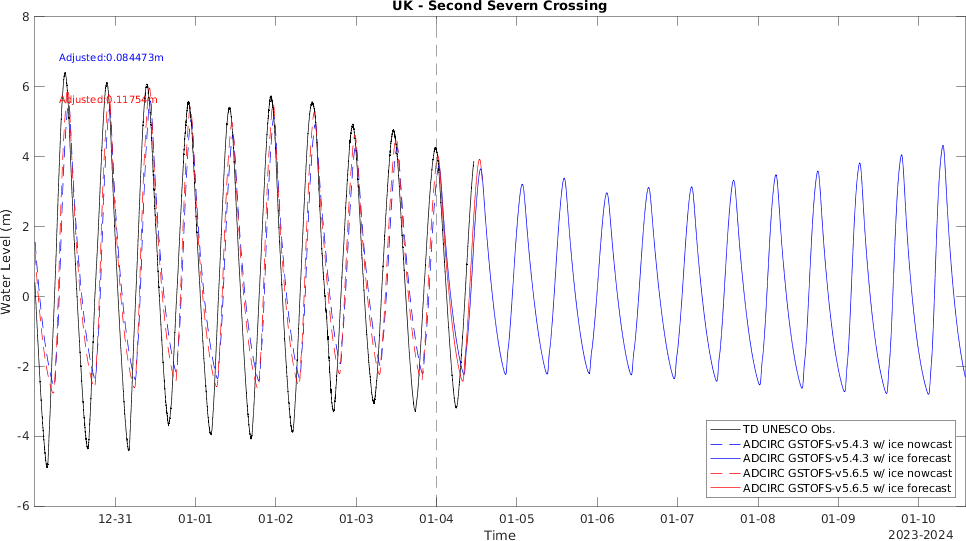 UK - Second Severn Crossing
8
6
4
2
0
-2
-4
-6
Water Level (m)
Adjusted:0.084473m
Adjusted:0.11754m
TD UNESCO Obs.
ADCIRC GSTOFS-v5.4.3 w/ ice nowcast
ADCIRC GSTOFS-v5.4.3 w/ ice forecast
ADCIRC GSTOFS-v5.6.5 w/ ice nowcast
ADCIRC GSTOFS-v5.6.5 w/ ice forecast
12-31 01-01 01-02 01-03 01-04 01-05 01-06 01-07 01-08 01-09 01-10
Time
2023-2024